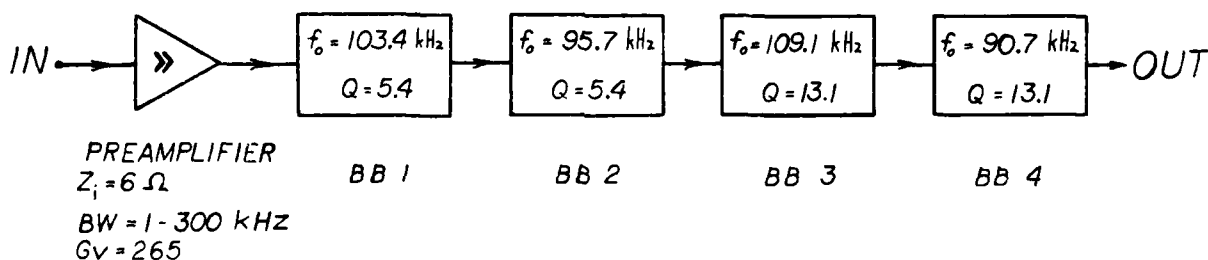 IN
»
f₀ = 103.4 kHz
Q = 5.4
f₀ = 95.7 kHz
Q = 5.4
f₀ = 109.1 kHz
Q = 13.1
f₀ = 90.7 kHz
Q = 13.1
OUT
PREAMPLIFIER
Zᵢ = 6 Ω
BW = 1 - 300 kHz
Gv = 265
BB 1
BB 2
BB 3
BB 4